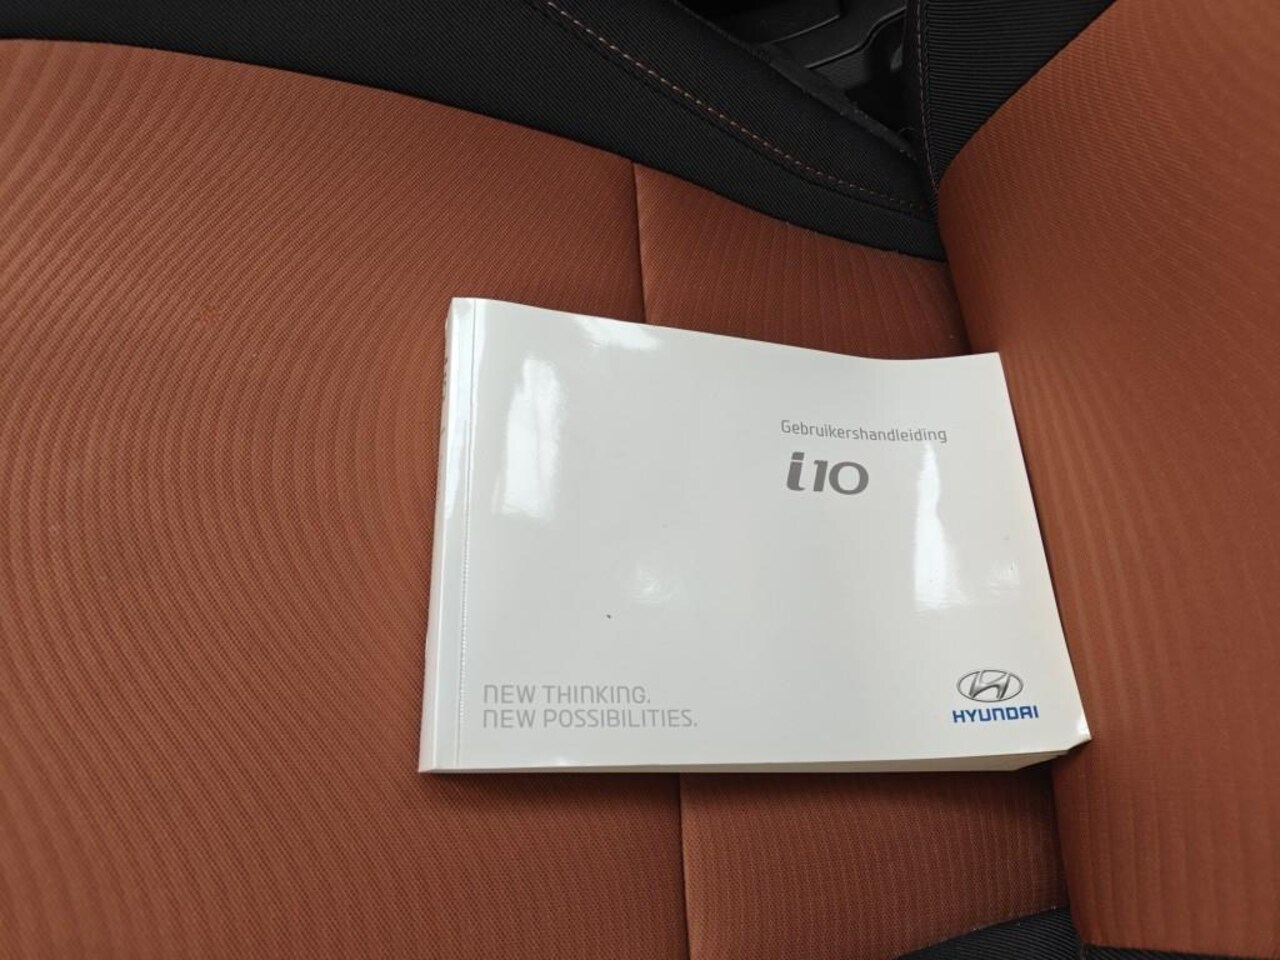 Gebruikershandleiding
i10
NEW THINKING.
NEW POSSIBILITIES.
HYUNDAI